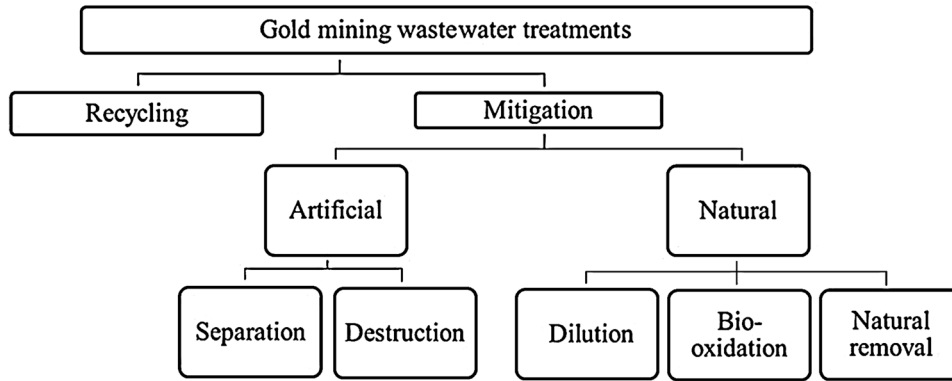 Gold mining wastewater treatments
Recycling
Mitigation
Artificial
Natural
Separation
Destruction
Dilution
Bio-
oxidation
Natural
removal